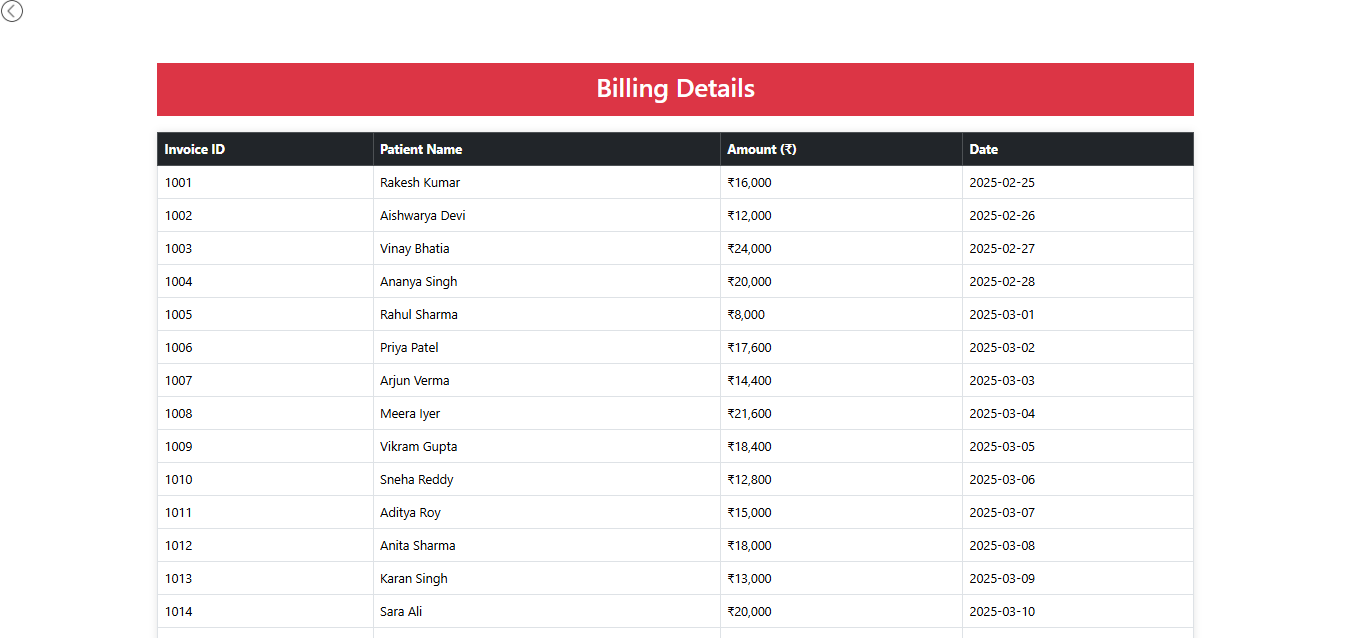 Billing Details
Invoice ID Patient Name Amount (₹) Date
1001 Rakesh Kumar ₹16,000 2025-02-25
1002 Aishwarya Devi ₹12,000 2025-02-26
1003 Vinay Bhatia ₹24,000 2025-02-27
1004 Ananya Singh ₹20,000 2025-02-28
1005 Rahul Sharma ₹8,000 2025-03-01
1006 Priya Patel ₹17,600 2025-03-02
1007 Arjun Verma ₹14,400 2025-03-03
1008 Meera Iyer ₹21,600 2025-03-04
1009 Vikram Gupta ₹18,400 2025-03-05
1010 Sneha Reddy ₹12,800 2025-03-06
1011 Aditya Roy ₹15,000 2025-03-07
1012 Anita Sharma ₹18,000 2025-03-08
1013 Karan Singh ₹13,000 2025-03-09
1014 Sara Ali ₹20,000 2025-03-10